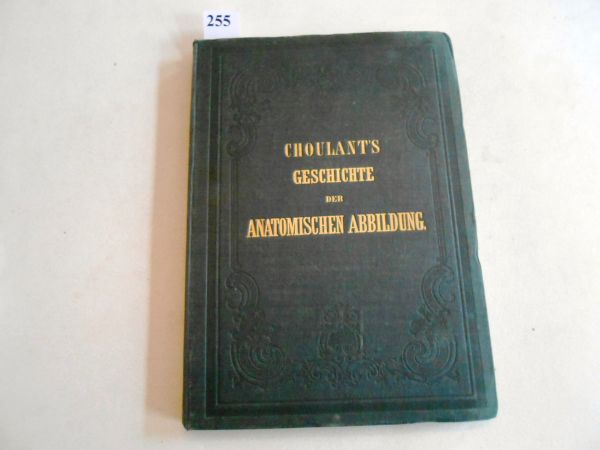 255
CHOULANT'S
GESCHICHTE
DER
ANATOMISCHEN ABBILDUNG.